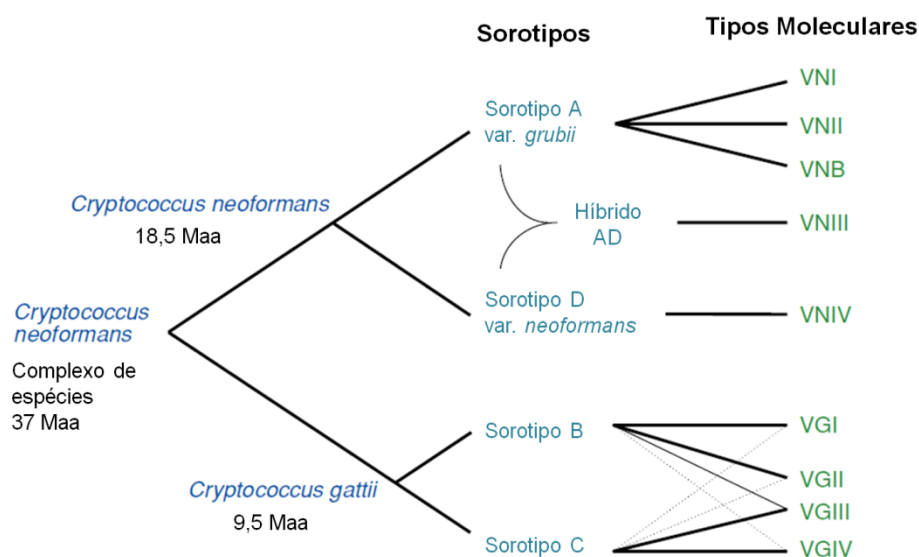 Sorotipos
Tipos Moleculares
Sorotipo A
var. grubii
VNI
VNII
VNB
Cryptococcus neoformans
18,5 Maa
Híbrido
AD
VNIII
Sorotipo D
var. neoformans
VNIV
Cryptococcus
neoformans
Complexo de
espécies
37 Maa
Sorotipo B
VGI
VGII
Cryptococcus gattii
9,5 Maa
VGIII
Sorotipo C
VGIV